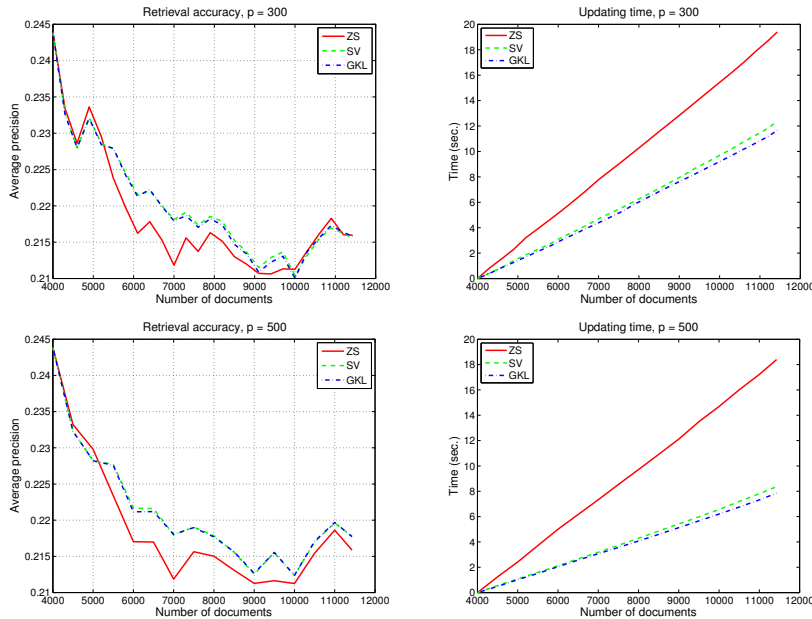 Retrieval accuracy, p = 300
0.245
0.24
0.235
0.23
0.225
0.22
0.215
0.21
Average precision
ZS
SV
GKL
4000 5000 6000 7000 8000 9000 10000 11000 12000
Number of documents
Updating time, p = 300
20
18
16
14
12
10
8
6
4
2
0
Time (sec.)
ZS
SV
GKL
4000 5000 6000 7000 8000 9000 10000 11000 12000
Number of documents
Retrieval accuracy, p = 500
0.245
0.24
0.235
0.23
0.225
0.22
0.215
0.21
Average precision
ZS
SV
GKL
4000 5000 6000 7000 8000 9000 10000 11000 12000
Number of documents
Updating time, p = 500
20
18
16
14
12
10
8
6
4
2
0
Time (sec.)
ZS
SV
GKL
4000 5000 6000 7000 8000 9000 10000 11000 12000
Number of documents